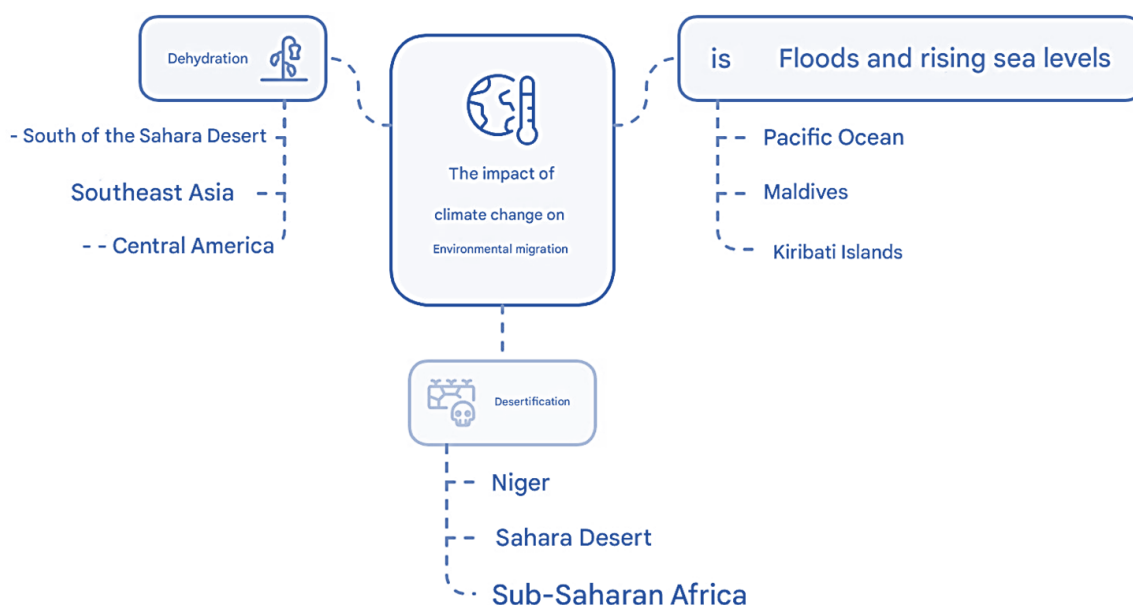 Dehydration
- South of the Sahara Desert
Southeast Asia
- - Central America
The impact of
climate change on
Environmental migration
is Floods and rising sea levels
Pacific Ocean
Maldives
Kiribati Islands
Desertification
Niger
Sahara Desert
Sub-Saharan Africa